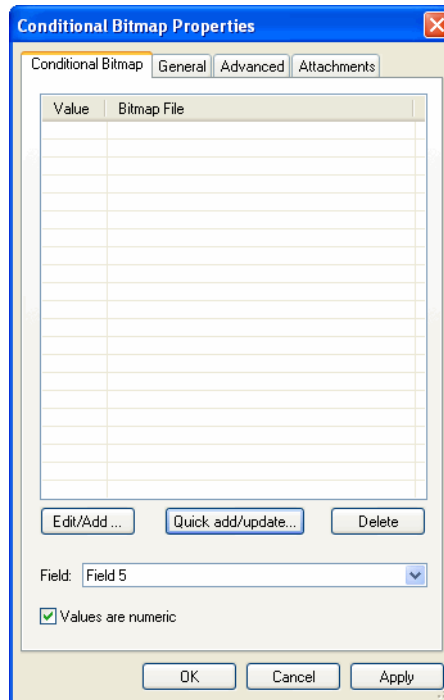 Conditional Bitmap Properties
Conditional Bitmap General Advanced Attachments
Value Bitmap File
Edit/Add ... Quick add/update... Delete
Field: Field 5
Values are numeric
OK Cancel Apply